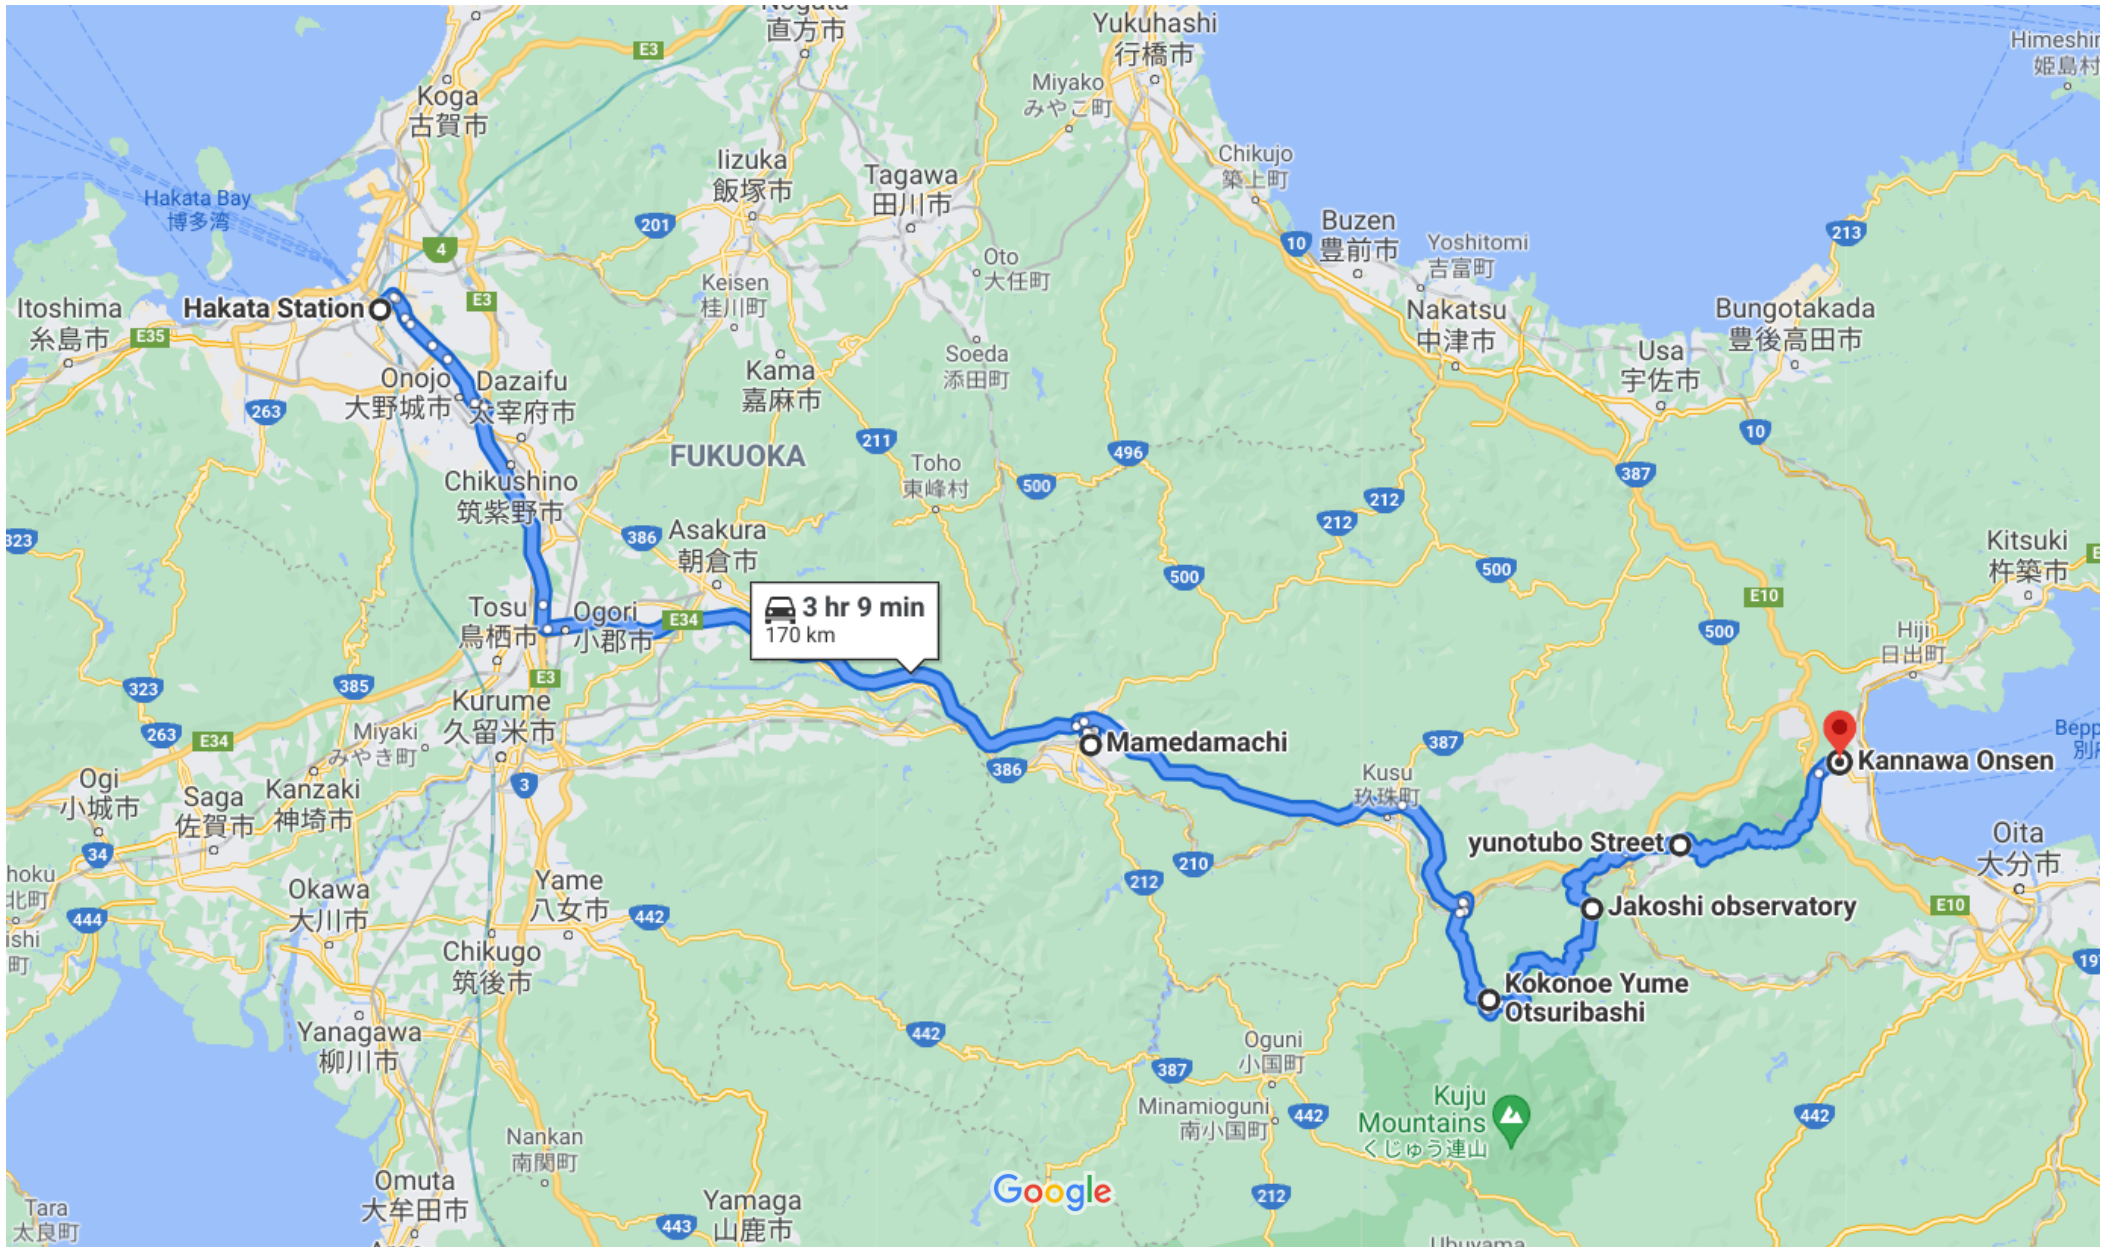 Nogata
直方市
Yukuhashi
行橋市
Himeshi
姫島村
E3
Koga
古賀市
Miyako
みやこ町
Chikujo
築上町
Iizuka
飯塚市
Tagawa
田川市
Hakata Bay
博多湾
201
4
10
Buzen
豊前市
Yoshitomi
吉富町
213
Oto
大任町
Keisen
桂川町
Itoshima
糸島市
E35
Hakata Station
E3
Nakatsu
中津市
Bungotakada
豊後高田市
Usa
宇佐市
Soeda
添田町
Kama
嘉麻市
Onojo
大野城市
Dazaifu
太宰府市
263
FUKUOKA
211
496
10
Toho
東峰村
500
387
Chikushino
筑紫野市
212
212
323
386
Asakura
朝倉市
Kitsuki
杵築市
E
500
500
E10
3 hr 9 min
170 km
Tosu
鳥栖市
Ogori
小郡市
E34
500
Hiji
日出町
323
385
E3
Kurume
久留米市
Miyaki
みやき町
263
E34
Mamedamachi
387
386
Beppu
別府
Kannawa Onsen
Kusu
玖珠町
Ogi
小城市
Saga
佐賀市
Kanzaki
神埼市
3
34
yunotubo Street
Oita
大分市
210
212
hoku
北町
Okawa
大川市
Yame
八女市
442
444
Jakoshi observatory
E10
ishi
町
Chikugo
筑後市
197
Kokonoe Yume
Otsuribashi
Yanagawa
柳川市
442
Oguni
小国町
387
Kuju
Mountains
くじゅう連山
Minamioguni
南小国町
442
442
Nankan
南関町
Google
212
Omuta
大牟田市
Yamaga
山鹿市
443
Tara
太良町
Ubuyama